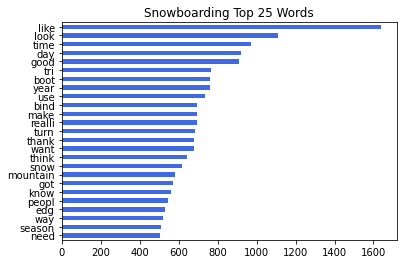 Snowboarding Top 25 Words
like
look
time
day
good
tri
boot
year
use
bind
make
realli
turn
thank
want
think
snow
mountain
got
know
peopl
edg
way
season
need
0 200 400 600 800 1000 1200 1400 1600